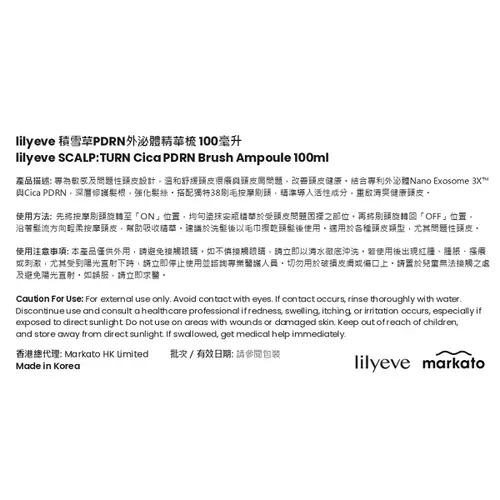 lilyeve 積雪草PDRN外泌體精華梳 100毫升
lilyeve SCALP:TURN Cica PDRN Brush Ampoule 100ml
產品描述: 專為敏感及問題性頭皮設計，溫和舒緩頭皮痕癢與頭皮屑問題，改善頭皮健康。結合專利外泌體Nano Exosome 3X™
與Cica PDRN，深層修護髮根，強化髮絲。搭配獨特38刷毛按摩刷頭，精準導入活性成分，重啟清爽健康頭皮。
使用方法: 先將按摩刷頭旋轉至「ON」位置，均勻塗抹安瓶精華於受頭皮問題困擾之部位。再將刷頭旋轉回「OFF」位置，
沿著髮流方向輕柔按摩頭皮，幫助吸收精華。建議於洗髮後以毛巾擦乾頭髮後使用。適用於各種頭皮類型，尤其問題性頭皮。
使用注意事項: 本產品僅供外用，請避免接觸眼睛。如不慎接觸眼睛，請立即以清水徹底沖洗。若使用後出現紅腫、腫脹、搔癢
或刺激，尤其受到陽光直射下時，請立即停止使用並諮詢專業醫護人員。切勿用於破損皮膚或傷口上。請置於兒童無法接觸之處
及避免陽光直射。如誤服，請立即求醫。
Caution For Use: For external use only. Avoid contact with eyes. If contact occurs, rinse thoroughly with water.
Discontinue use and consult a healthcare professional if redness, swelling, itching, or irritation occurs, especially if
exposed to direct sunlight. Do not use on areas with wounds or damaged skin. Keep out of reach of children,
and store away from direct sunlight. If swallowed, get medical help immediately.
香港總代理: Markato HK Limited 批次 / 有效日期: 請參閱包裝
Made in Korea
lilyeve markato